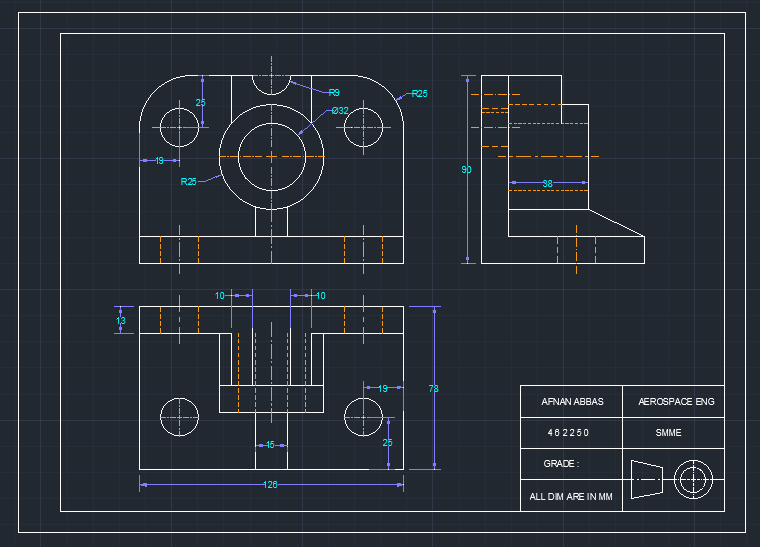 R9
R25
25
Ø32
19
R25
90
38
10
10
13
19
78
25
15
126
AFNAN ABBAS
AEROSPACE ENG
462250
SMME
GRADE :
ALL DIM ARE IN MM